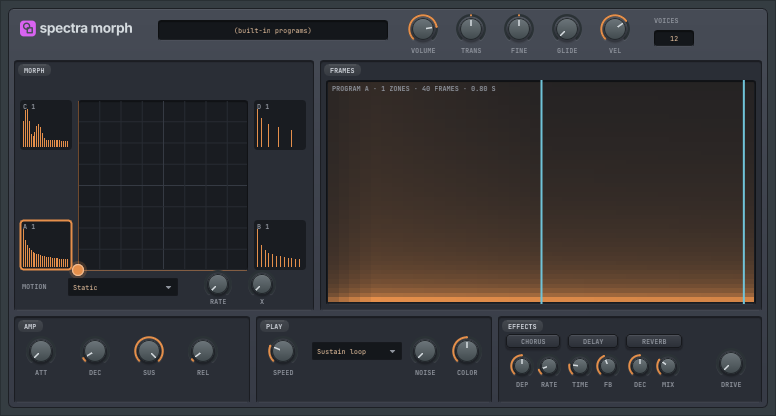 spectra morph
(built-in programs)
VOLUME
TRANS
FINE
GLIDE
VEL
VOICES
12
MORPH
C 1
D 1
A 1
B 1
MOTION
Static
RATE
X
FRAMES
PROGRAM A - 1 ZONES - 40 FRAMES - 0.80 S
AMP
ATT
DEC
SUS
REL
PLAY
SPEED
Sustain loop
NOISE
COLOR
EFFECTS
CHORUS
DELAY
REVERB
DEP
RATE
TIME
FB
DEC
MIX
DRIVE